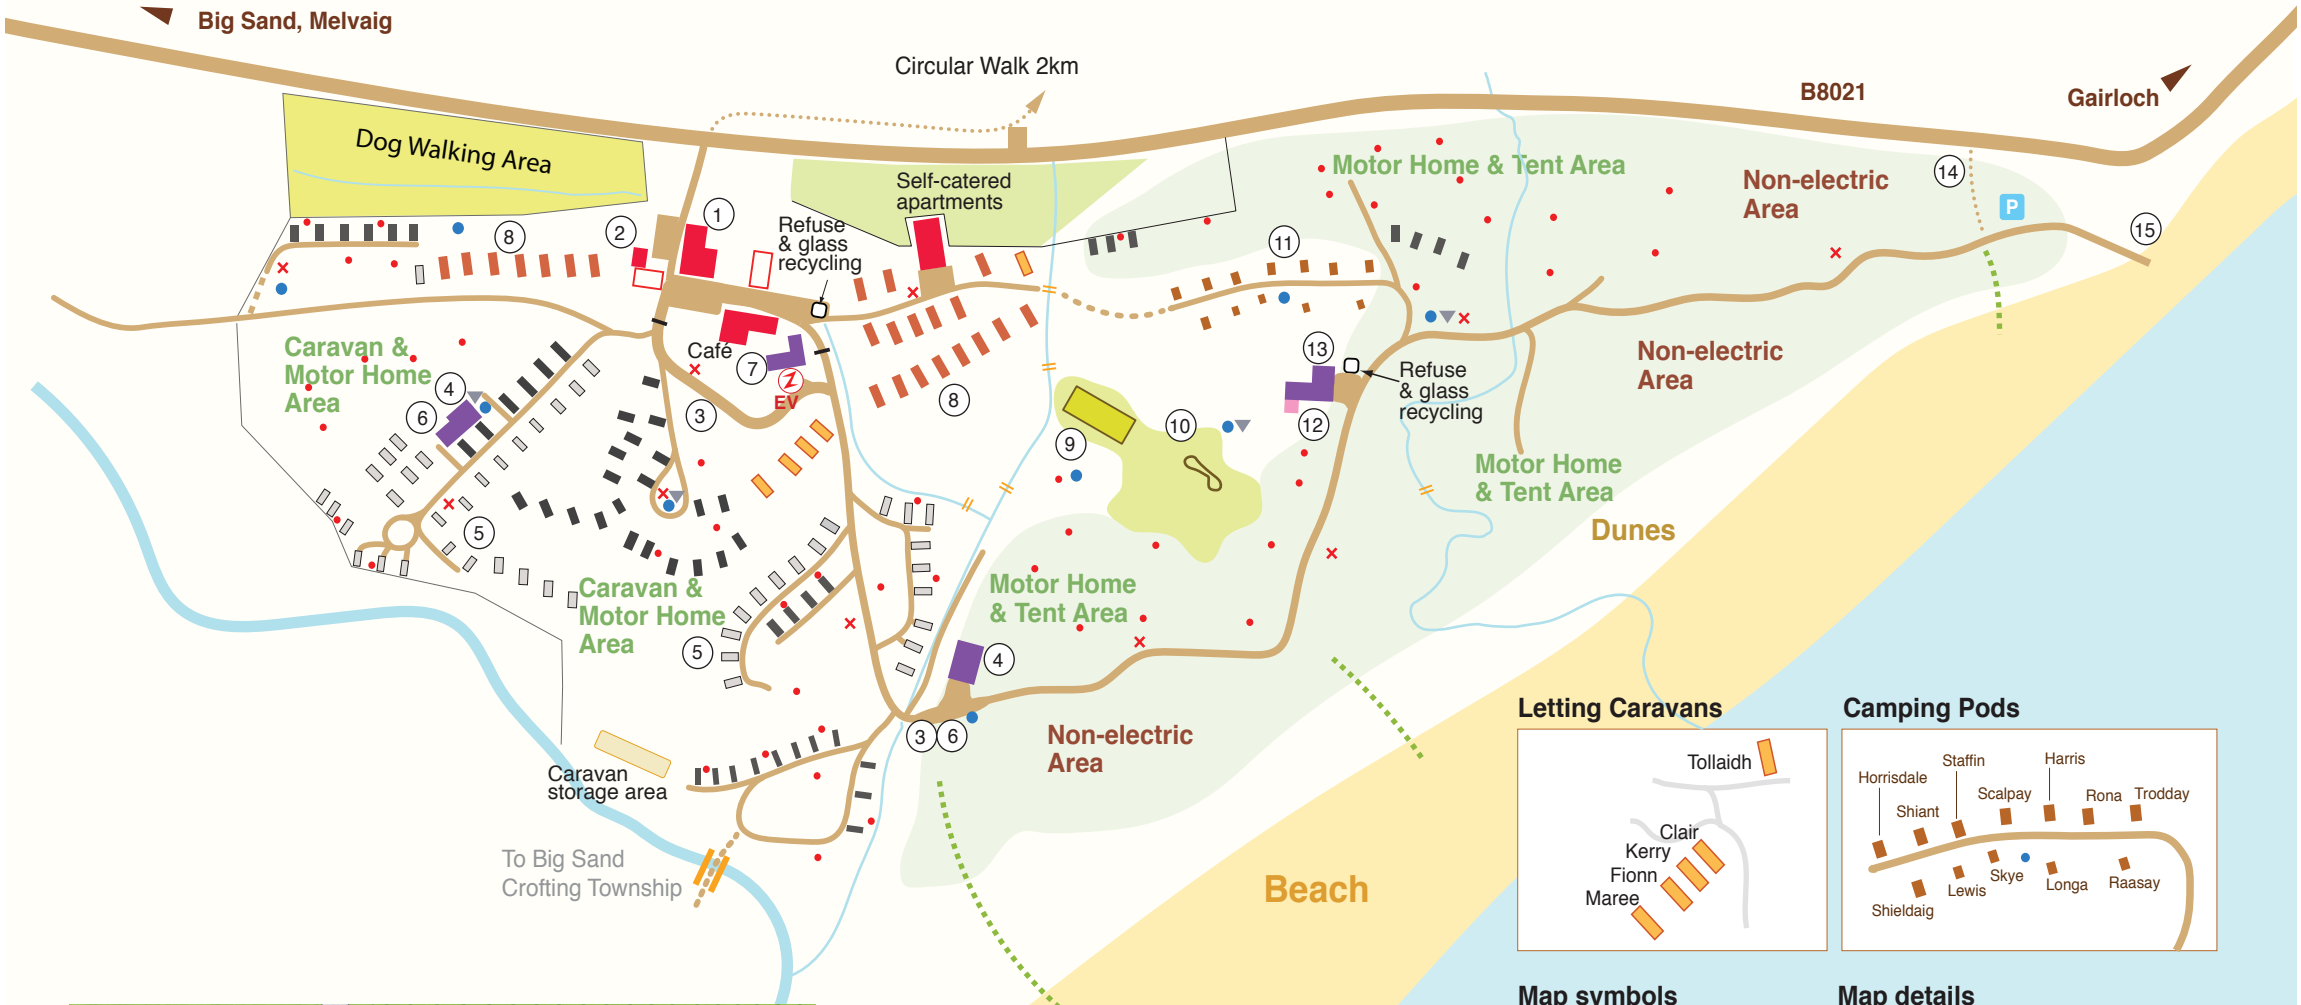 Big Sand, Melvaig
Circular Walk 2km
B8021
Gairloch
Dog Walking Area
Self-catered
apartments
Motor Home & Tent Area
Non-electric
Area
14
P
15
1
2
8
Refuse
& glass
recycling
11
Caravan &
Motor Home
Area
4
6
Café
7
EV
3
8
13
Refuse
& glass
recycling
12
Non-electric
Area
9
10
Motor Home
& Tent Area
Dunes
5
Caravan &
Motor Home
Area
5
Motor Home
& Tent Area
4
3
6
Non-electric
Area
Caravan
storage area
To Big Sand
Crofting Township
Beach
Letting Caravans
Tollaidh
Clair
Kerry
Fionn
Maree
Camping Pods
Horrisdale
Staffin
Harris
Shiant
Scalpay
Rona
Trodday
Shieldaig
Lewis
Skye
Longa
Raasay
Map symbols
Map details